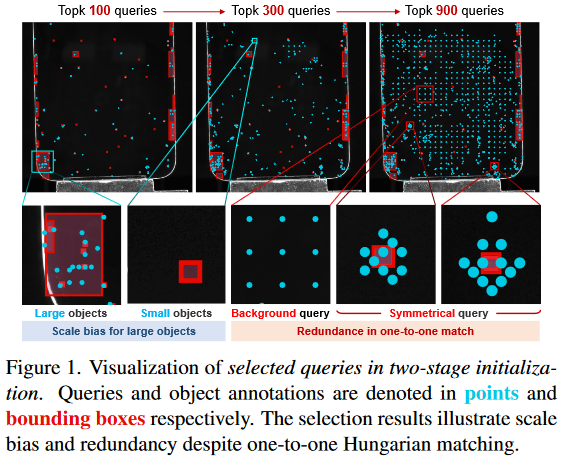 Topk 100 queries Topk 300 queries Topk 900 queries
Large objects Small objects Background query Symmetrical query
Scale bias for large objects Redundance in one-to-one match
Figure 1. Visualization of selected queries in two-stage initializa-
tion. Queries and object annotations are denoted in points and
bounding boxes respectively. The selection results illustrate scale
bias and redundancy despite one-to-one Hungarian matching.